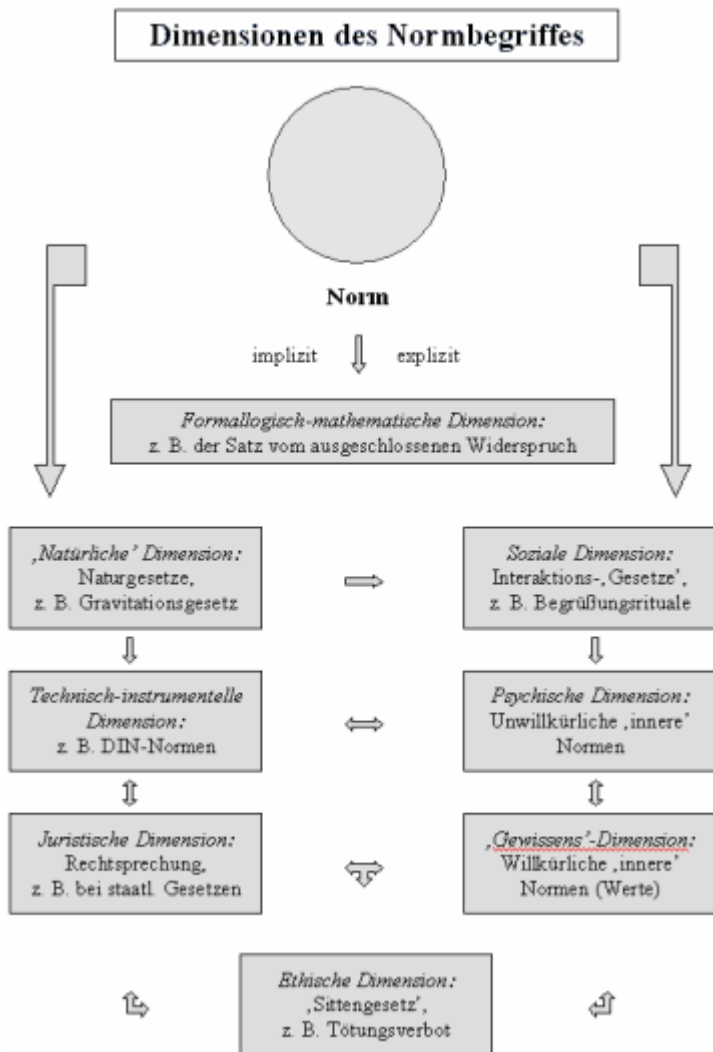 Dimensionen des Normbegriffes
Norm
implizit
explizit
Formallogisch-mathematische Dimension:
z. B. der Satz vom ausgeschlossenen Widerspruch
‚Natürliche’ Dimension:
Naturgesetze,
z. B. Gravitationsgesetz
Soziale Dimension:
Interaktions-‚Gesetze’,
z. B. Begrüßungsrituale
Technisch-instrumentelle
Dimension:
z. B. DIN-Normen
Psychische Dimension:
Unwillkürliche ‚innere’
Normen
Juristische Dimension:
Rechtsprechung,
z. B. bei staatl. Gesetzen
‚Gewissens’-Dimension:
Willkürliche ‚innere’
Normen (Werte)
Ethische Dimension:
‚Sittengesetz’,
z. B. Tötungsverbot